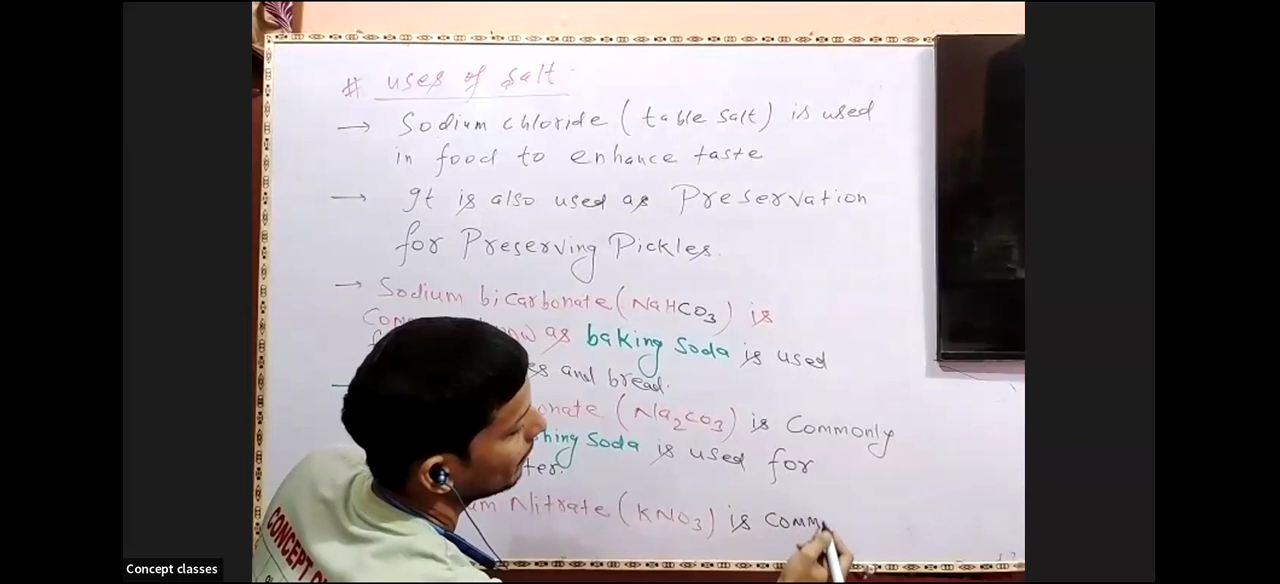 # uses of salt
→ Sodium chloride (table salt) is used
in food to enhance taste
→ It is also used as Preservation
for Preserving Pickles.
→ Sodium bicarbonate (NaHCO3) is
as baking soda is used
and bread.
(Na2CO3) is commonly
soda is used for
Nitrate (KNO3) is comm
CONCEPT
Concept classes